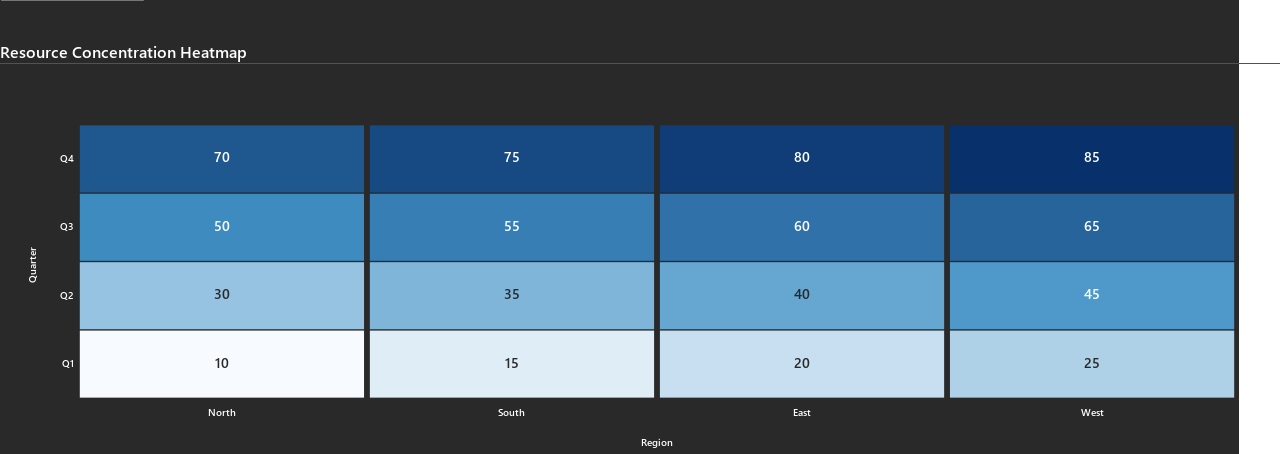 Resource Concentration Heatmap
Q4 70 75 80 85
Q3 50 55 60 65
Quarter
Q2 30 35 40 45
Q1 10 15 20 25
North South East West
Region